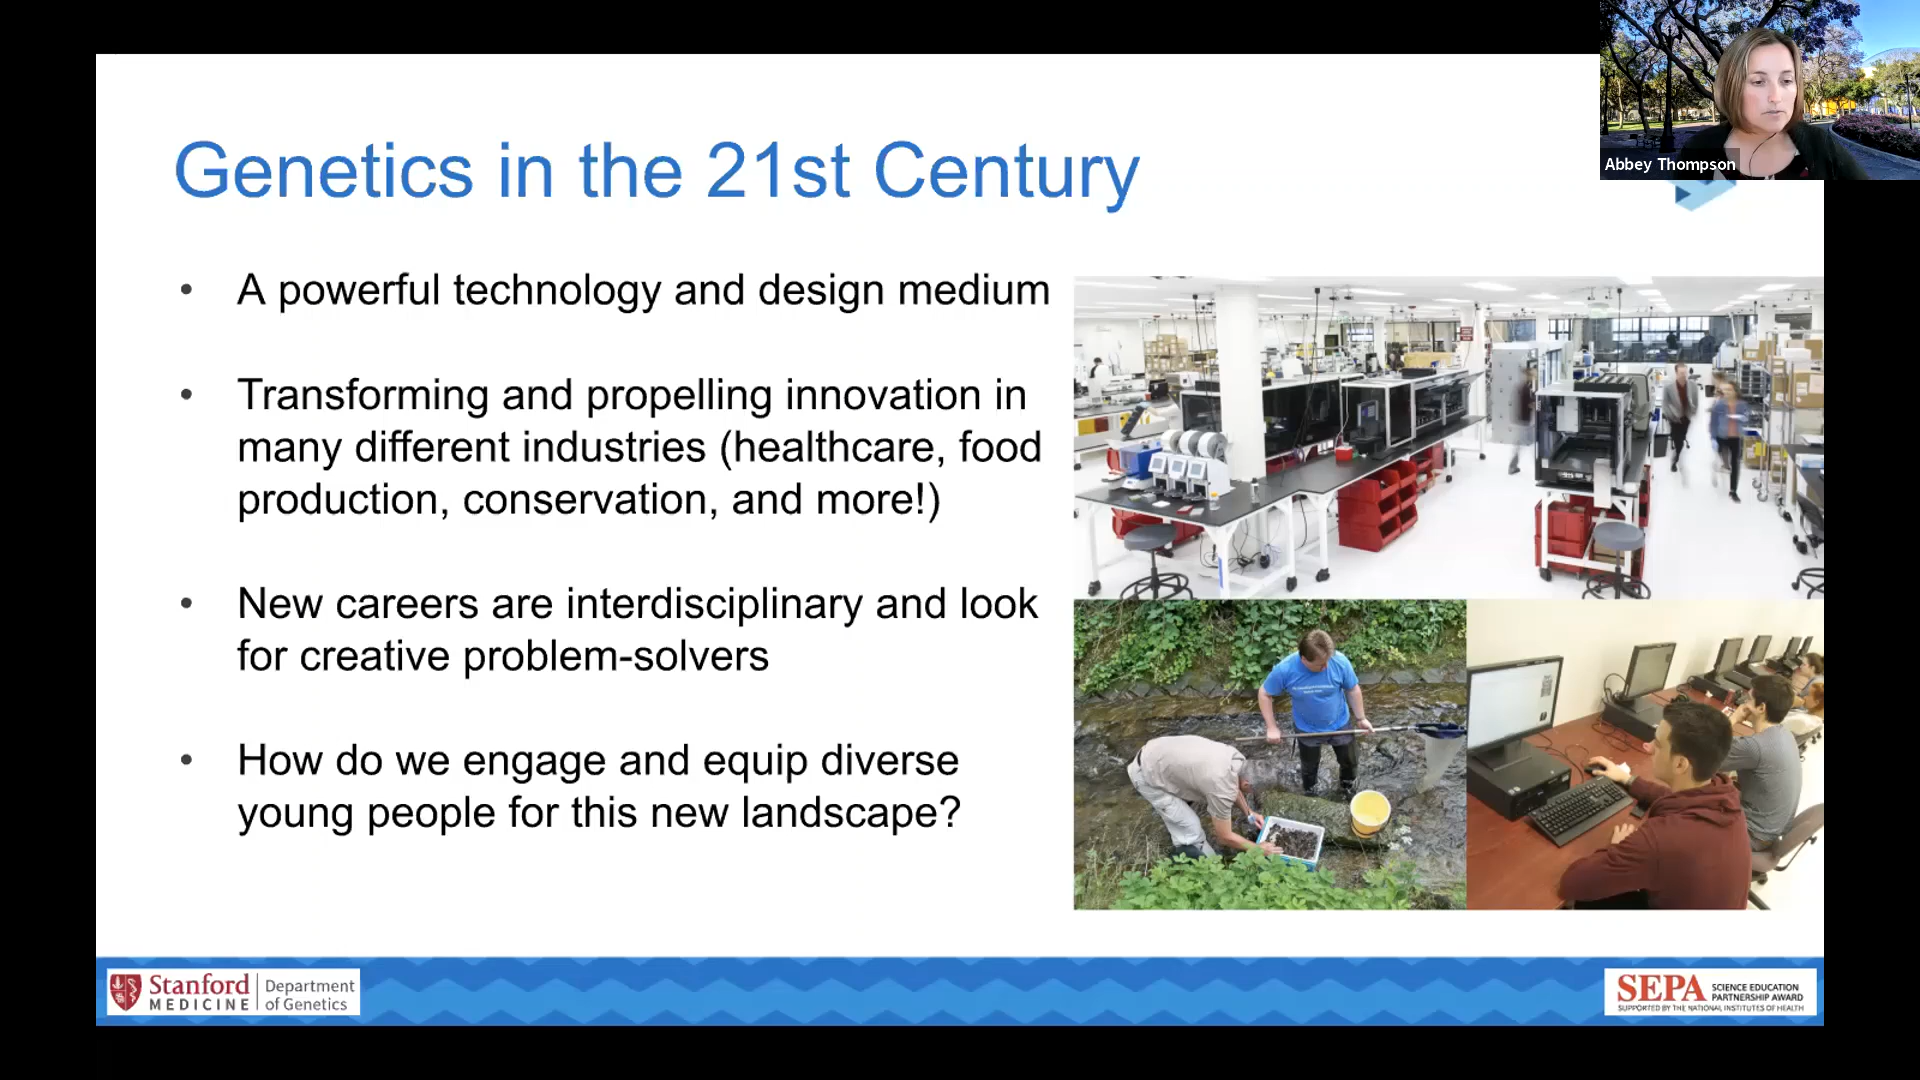 Abbey Thompson
Genetics in the 21st Century
• A powerful technology and design medium
• Transforming and propelling innovation in
many different industries (healthcare, food
production, conservation, and more!)
• New careers are interdisciplinary and look
for creative problem-solvers
• How do we engage and equip diverse
young people for this new landscape?
Stanford
MEDICINE
Department
of Genetics
SEPA
SCIENCE EDUCATION
PARTNERSHIP AWARD
SUPPORTED BY THE NATIONAL INSTITUTES OF HEALTH